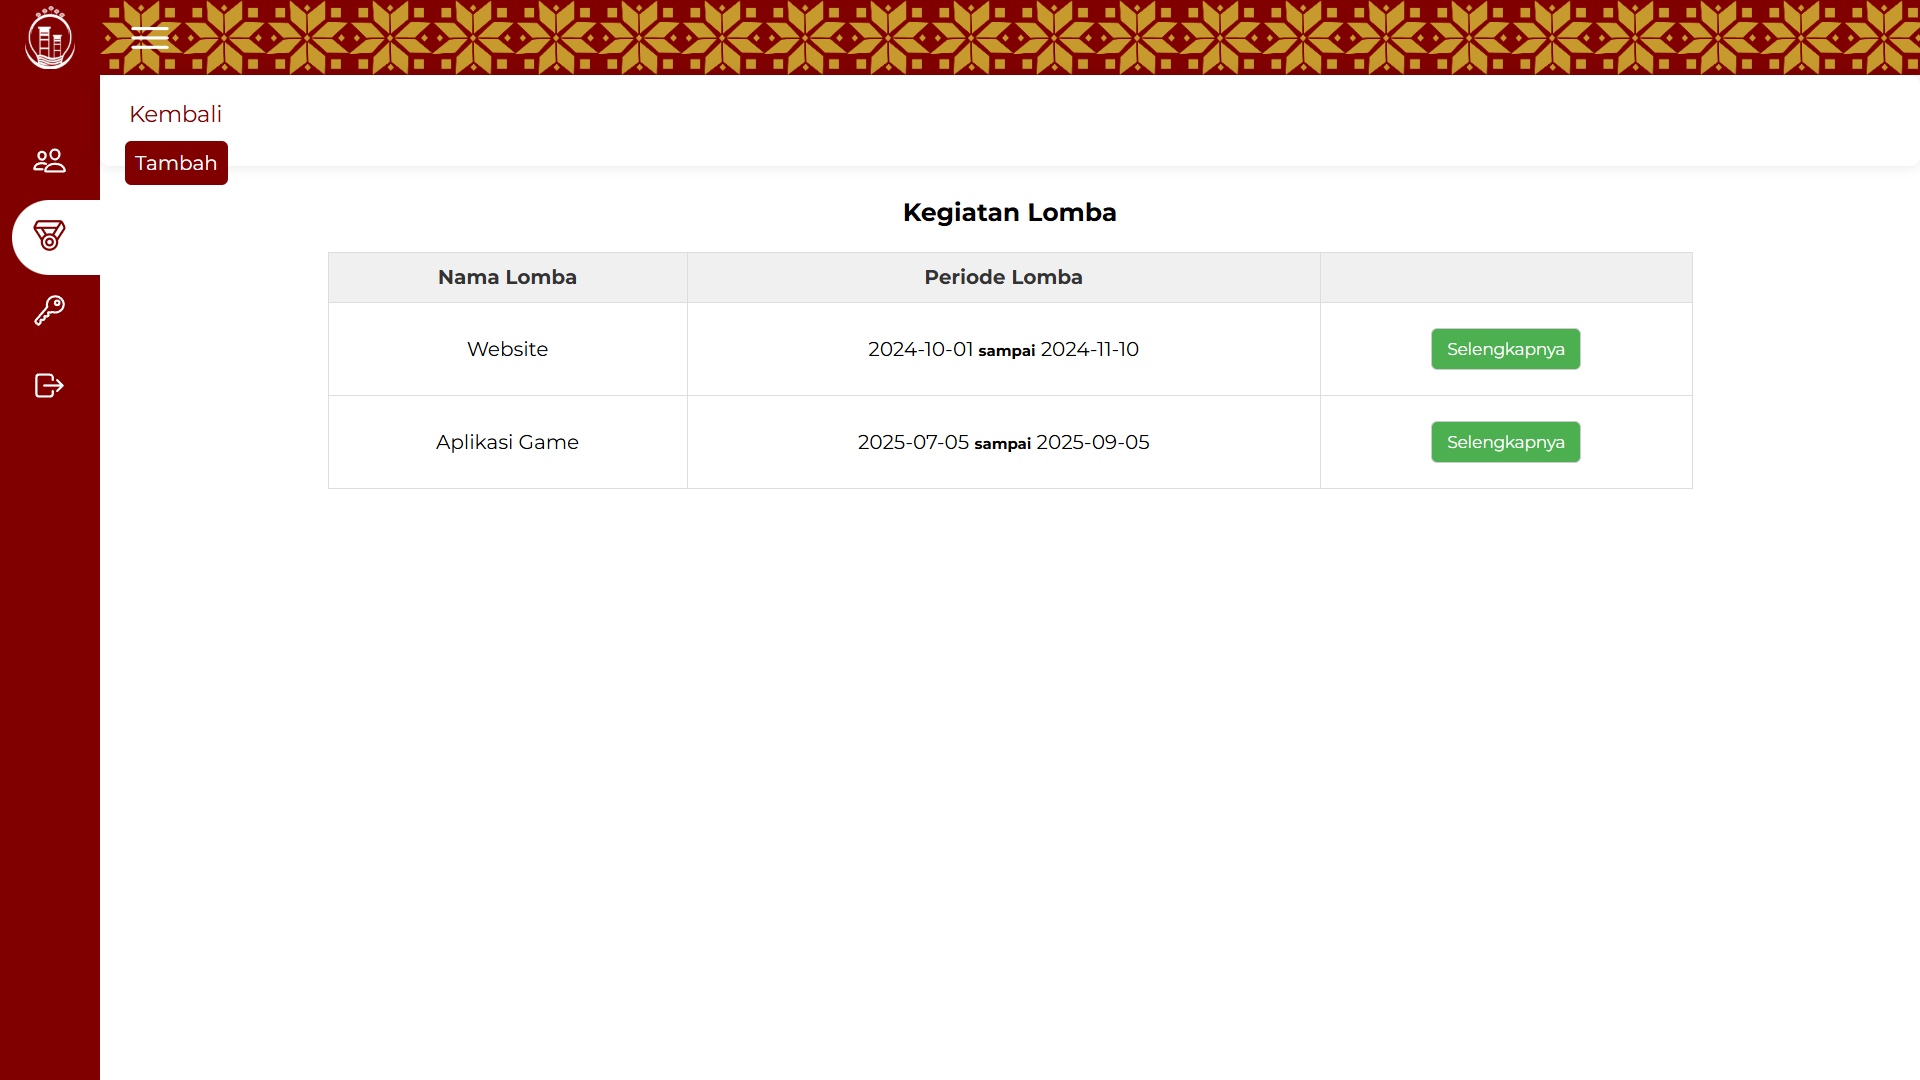 Kembali
Tambah
Kegiatan Lomba
Nama Lomba Periode Lomba
Website 2024-10-01 sampai 2024-11-10 Selengkapnya
Aplikasi Game 2025-07-05 sampai 2025-09-05 Selengkapnya